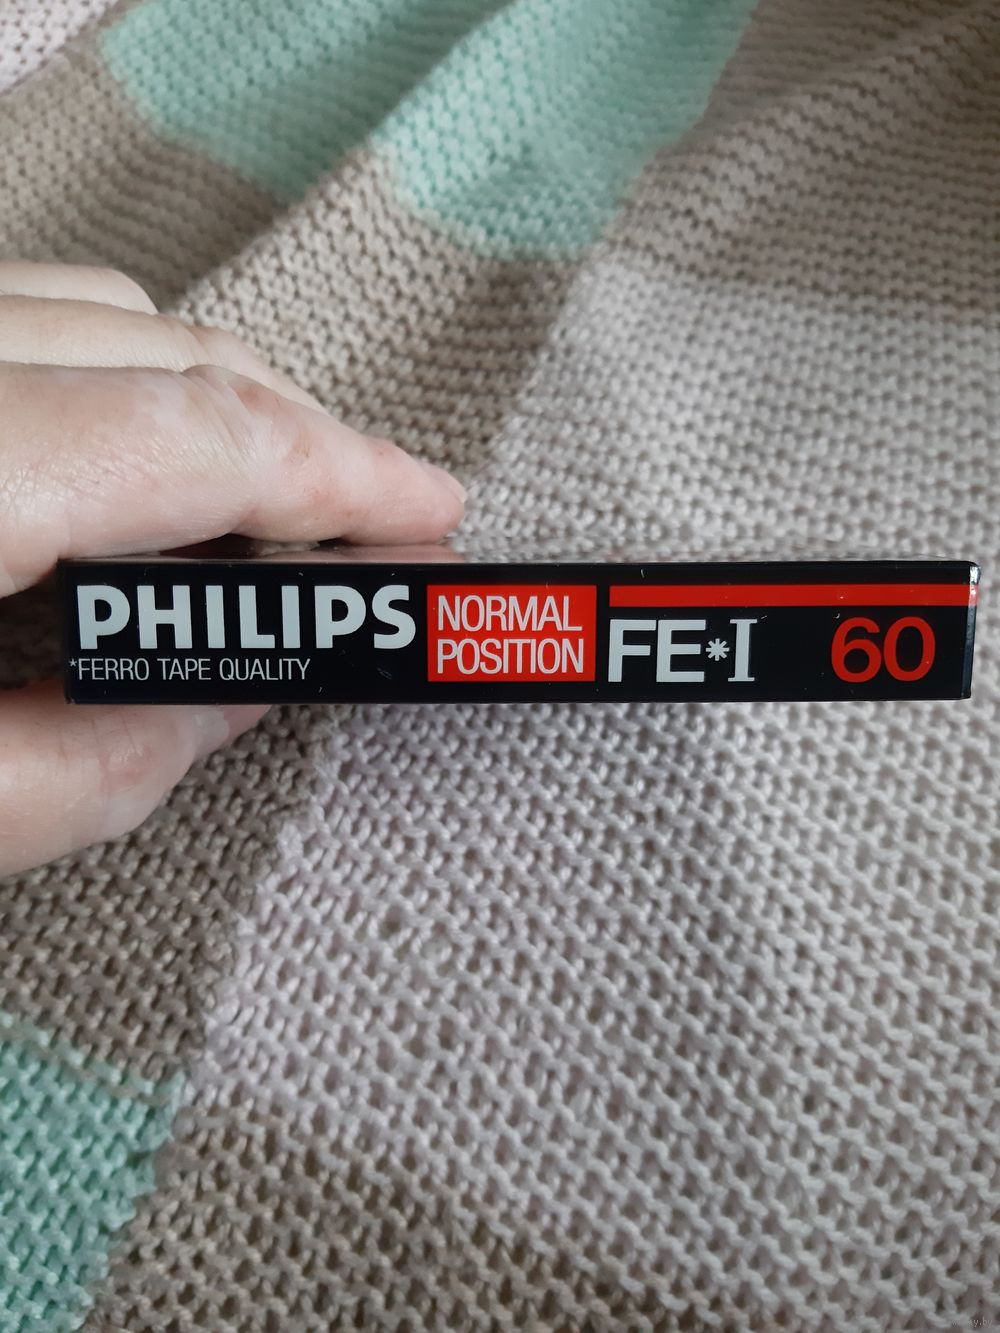 PHILIPS
*FERRO TAPE QUALITY
NORMAL
POSITION
FE*I
60